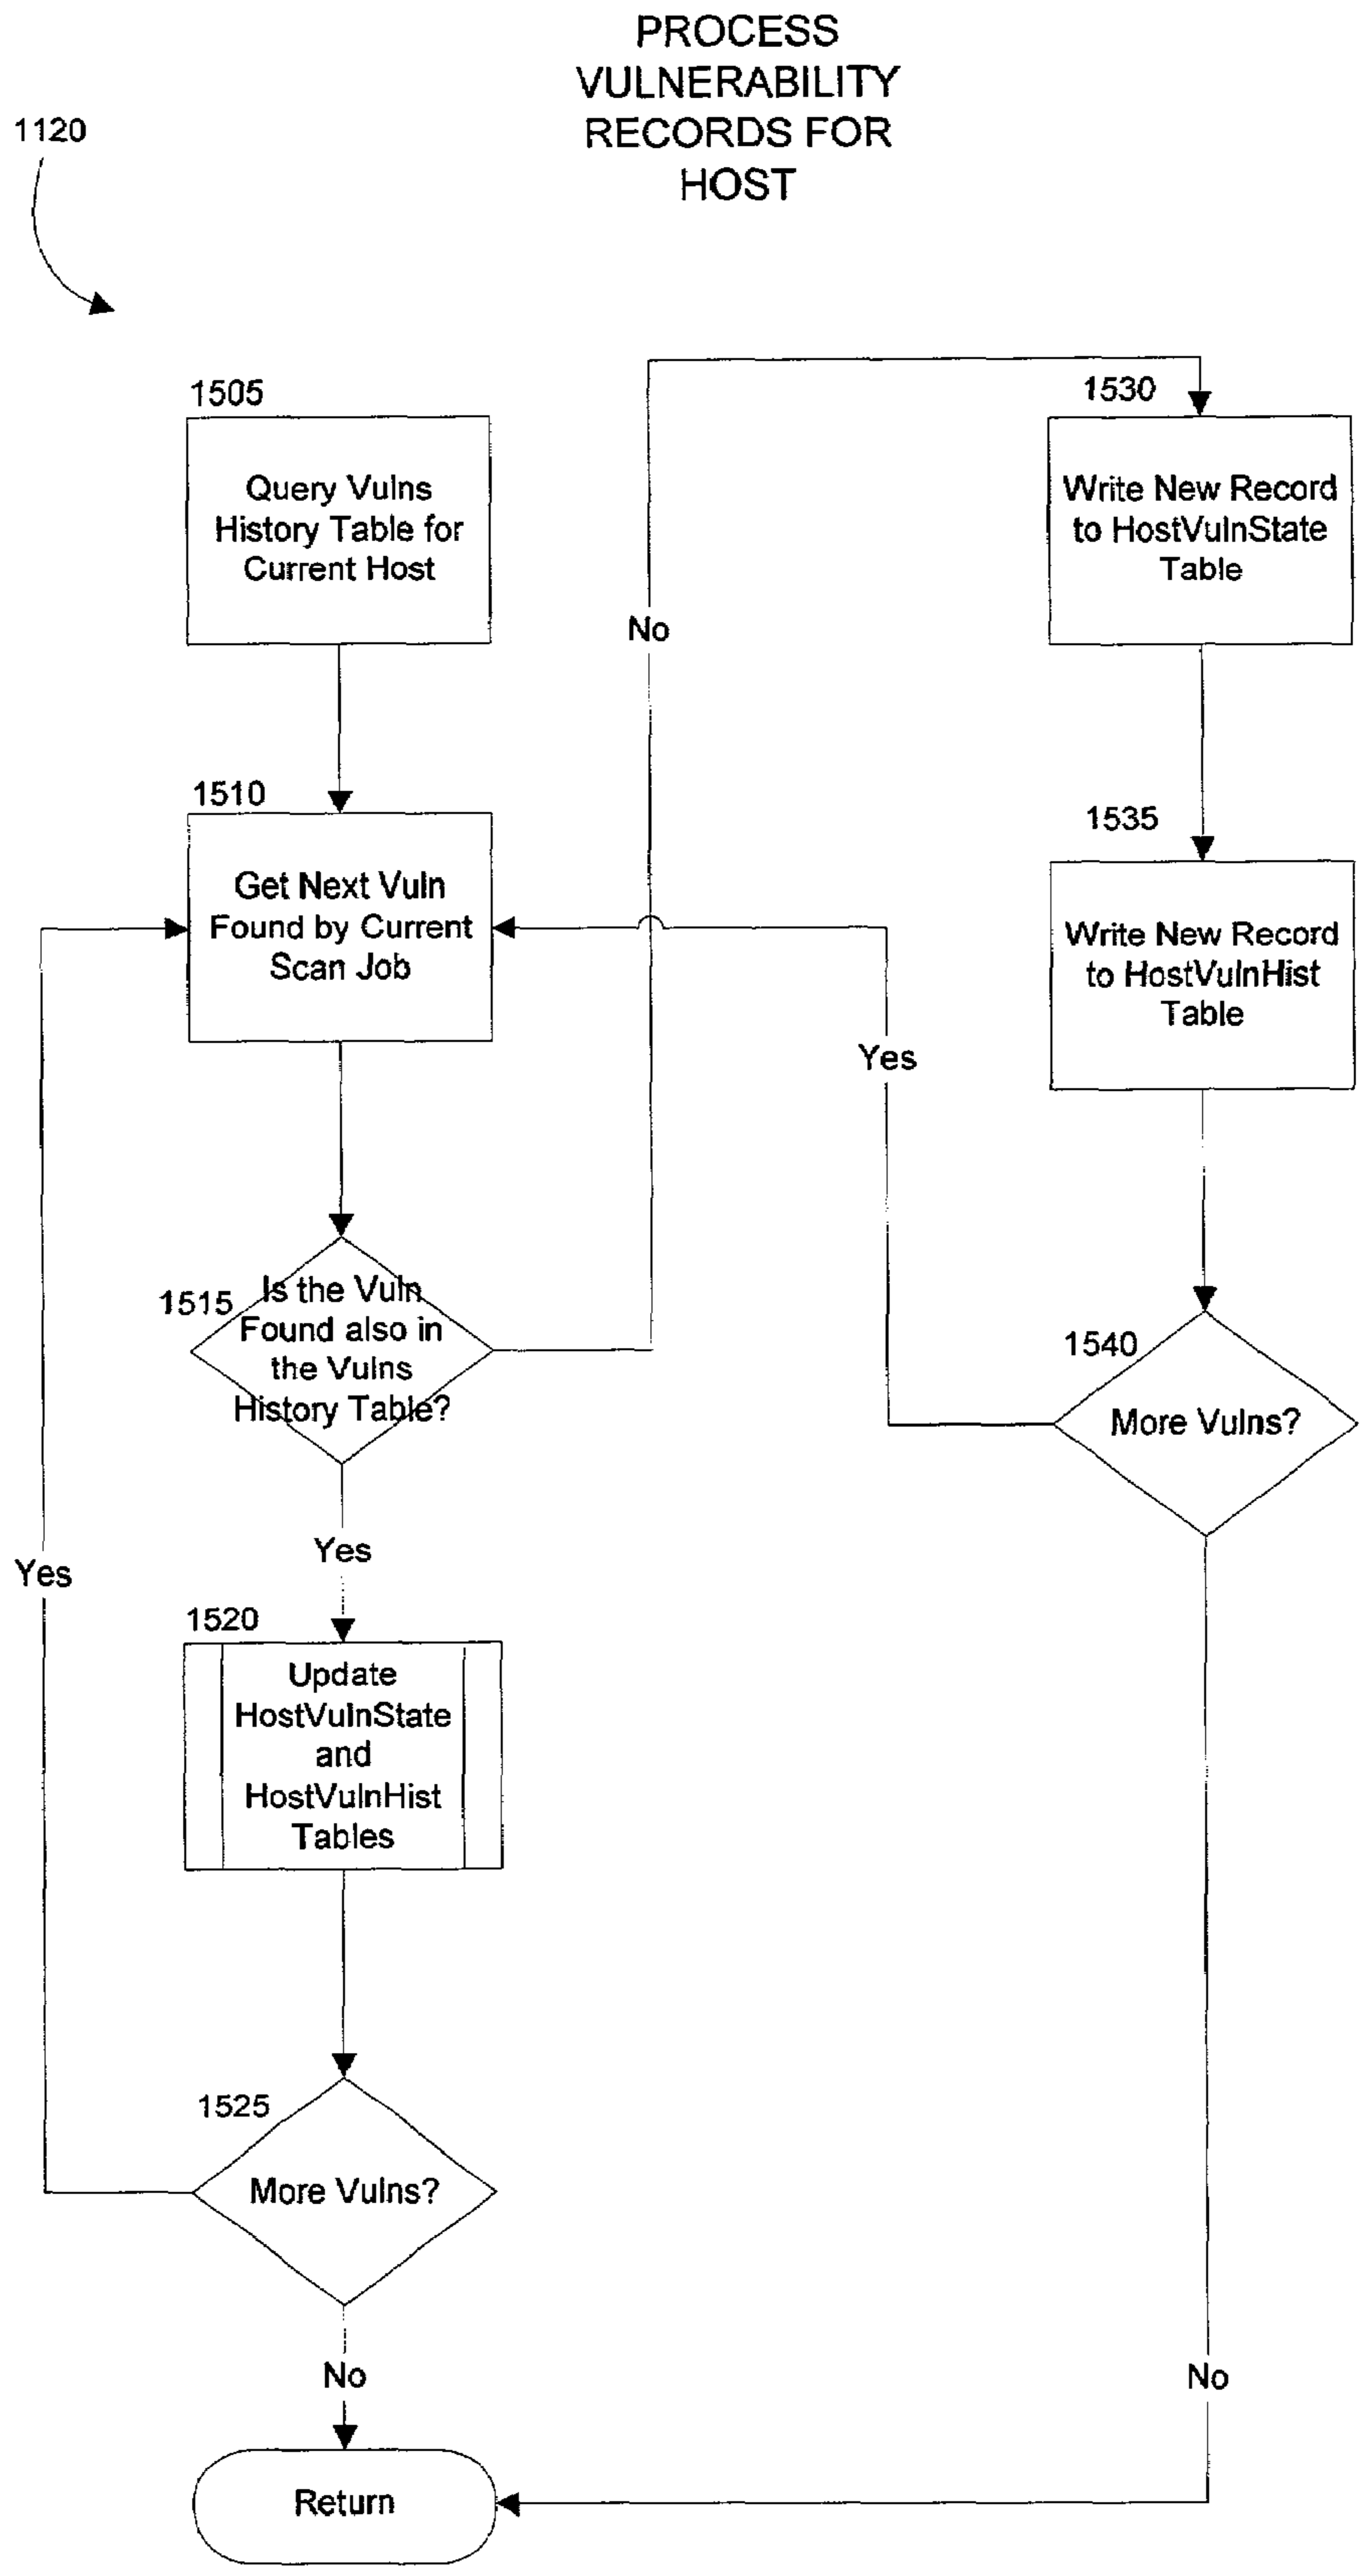 PROCESS
VULNERABILITY
RECORDS FOR
HOST
1120
1505
Query Vulns
History Table for
Current Host
1530
Write New Record
to HostVulnState
Table
No
1510
Get Next Vuln
Found by Current
Scan Job
1535
Write New Record
to HostVulnHist
Table
Yes
1515
Is the Vuln
Found also in
the Vulns
History Table?
1540
More Vulns?
Yes
Yes
1520
Update
HostVulnState
and
HostVulnHist
Tables
1525
More Vulns?
No
No
Return